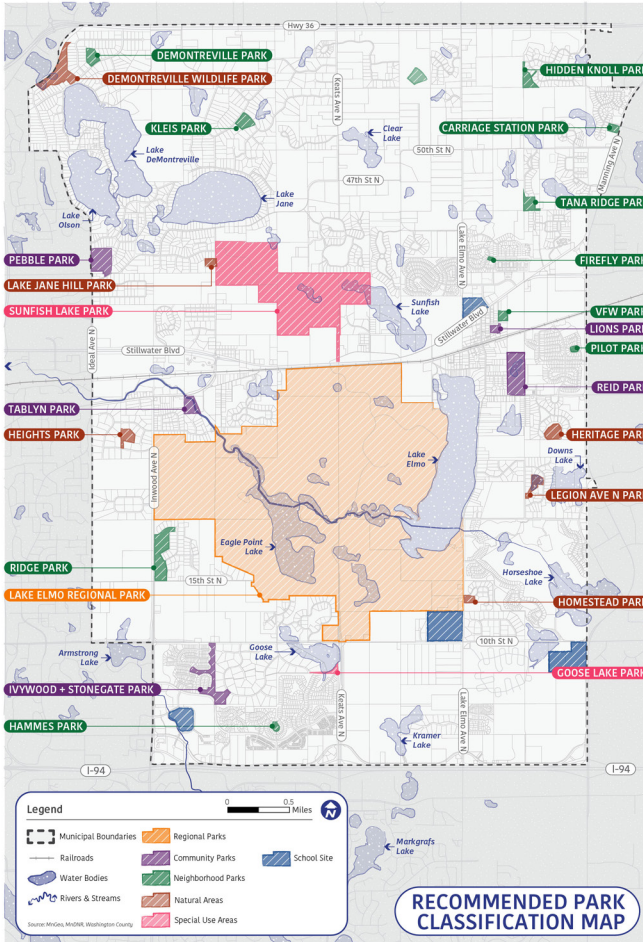 Hwy 36
DEMONTREVILLE PARK
DEMONTREVILLE WILDLIFE PARK
HIDDEN KNOLL PARK
Keats Ave N
KLEIS PARK
Clear
Lake
CARRIAGE STATION PARK
Lake
DeMontreville
50th St N
Manning Ave N
47th St N
Lake
Jane
TANA RIDGE PARK
Lake
Olson
PEBBLE PARK
Lake Elmo Ave N
FIREFLY PARK
LAKE JANE HILL PARK
SUNFISH LAKE PARK
Sunfish
Lake
VFW PARK
Stillwater Blvd
LIONS PARK
Ideal Ave N
Stillwater Blvd
PILOT PARK
REID PARK
TABLYN PARK
HEIGHTS PARK
HERITAGE PARK
Inwood Ave N
Lake
Elmo
Downs
Lake
LEGION AVE N PARK
Eagle Point
Lake
RIDGE PARK
15th St N
Horseshoe
Lake
LAKE ELMO REGIONAL PARK
HOMESTEAD PARK
10th St N
Armstrong
Lake
Goose
Lake
GOOSE LAKE PARK
IVYWOOD + STONEGATE PARK
Keats Ave N
Lake Elmo Ave N
HAMMES PARK
Kramer
Lake
I-94
I-94
Legend
0 0.5
Miles
N
Municipal Boundaries
Railroads
Water Bodies
Rivers & Streams
Regional Parks
Community Parks
Neighborhood Parks
Natural Areas
Special Use Areas
School Site
Source: MnGeo, MnDNR, Washington County
Markgrafs
Lake
RECOMMENDED PARK
CLASSIFICATION MAP